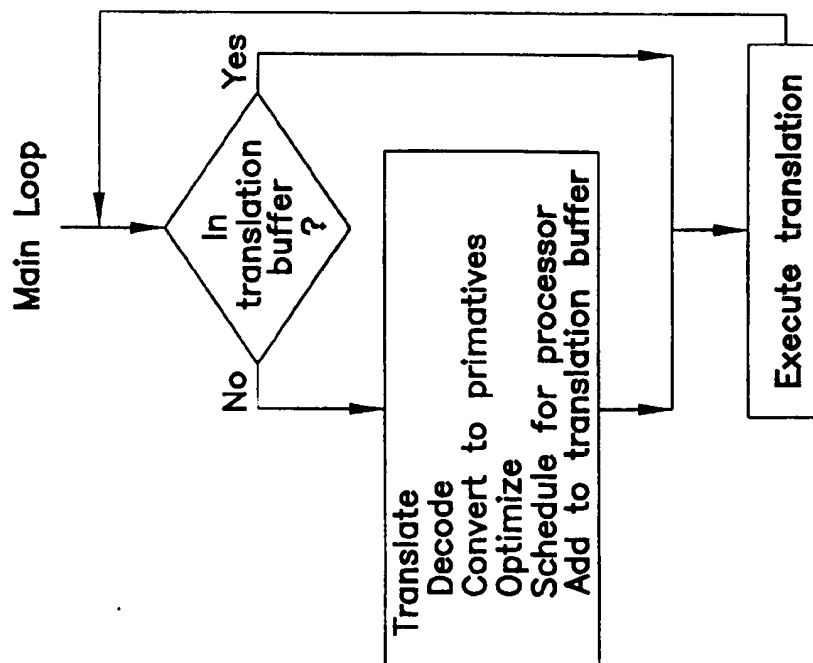 Main Loop
In
translation
buffer
?
Yes
No
Translate
Decode
Convert to primatives
Optimize
Schedule for processor
Add to translation buffer
Execute translation